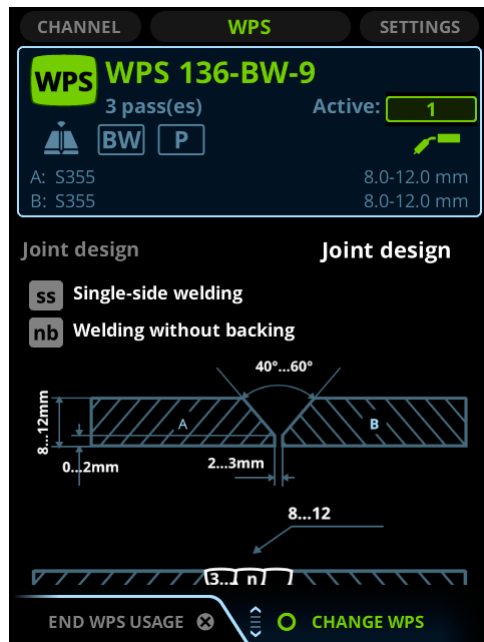 CHANNEL WPS SETTINGS
WPS WPS 136-BW-9
3 pass(es) Active: 1
BW P
A: S355 8.0-12.0 mm
B: S355 8.0-12.0 mm
Joint design Joint design
ss Single-side welding
nb Welding without backing
40°...60°
8...12mm A B
0...2mm 2...3mm
8...12
3... n
END WPS USAGE CHANGE WPS